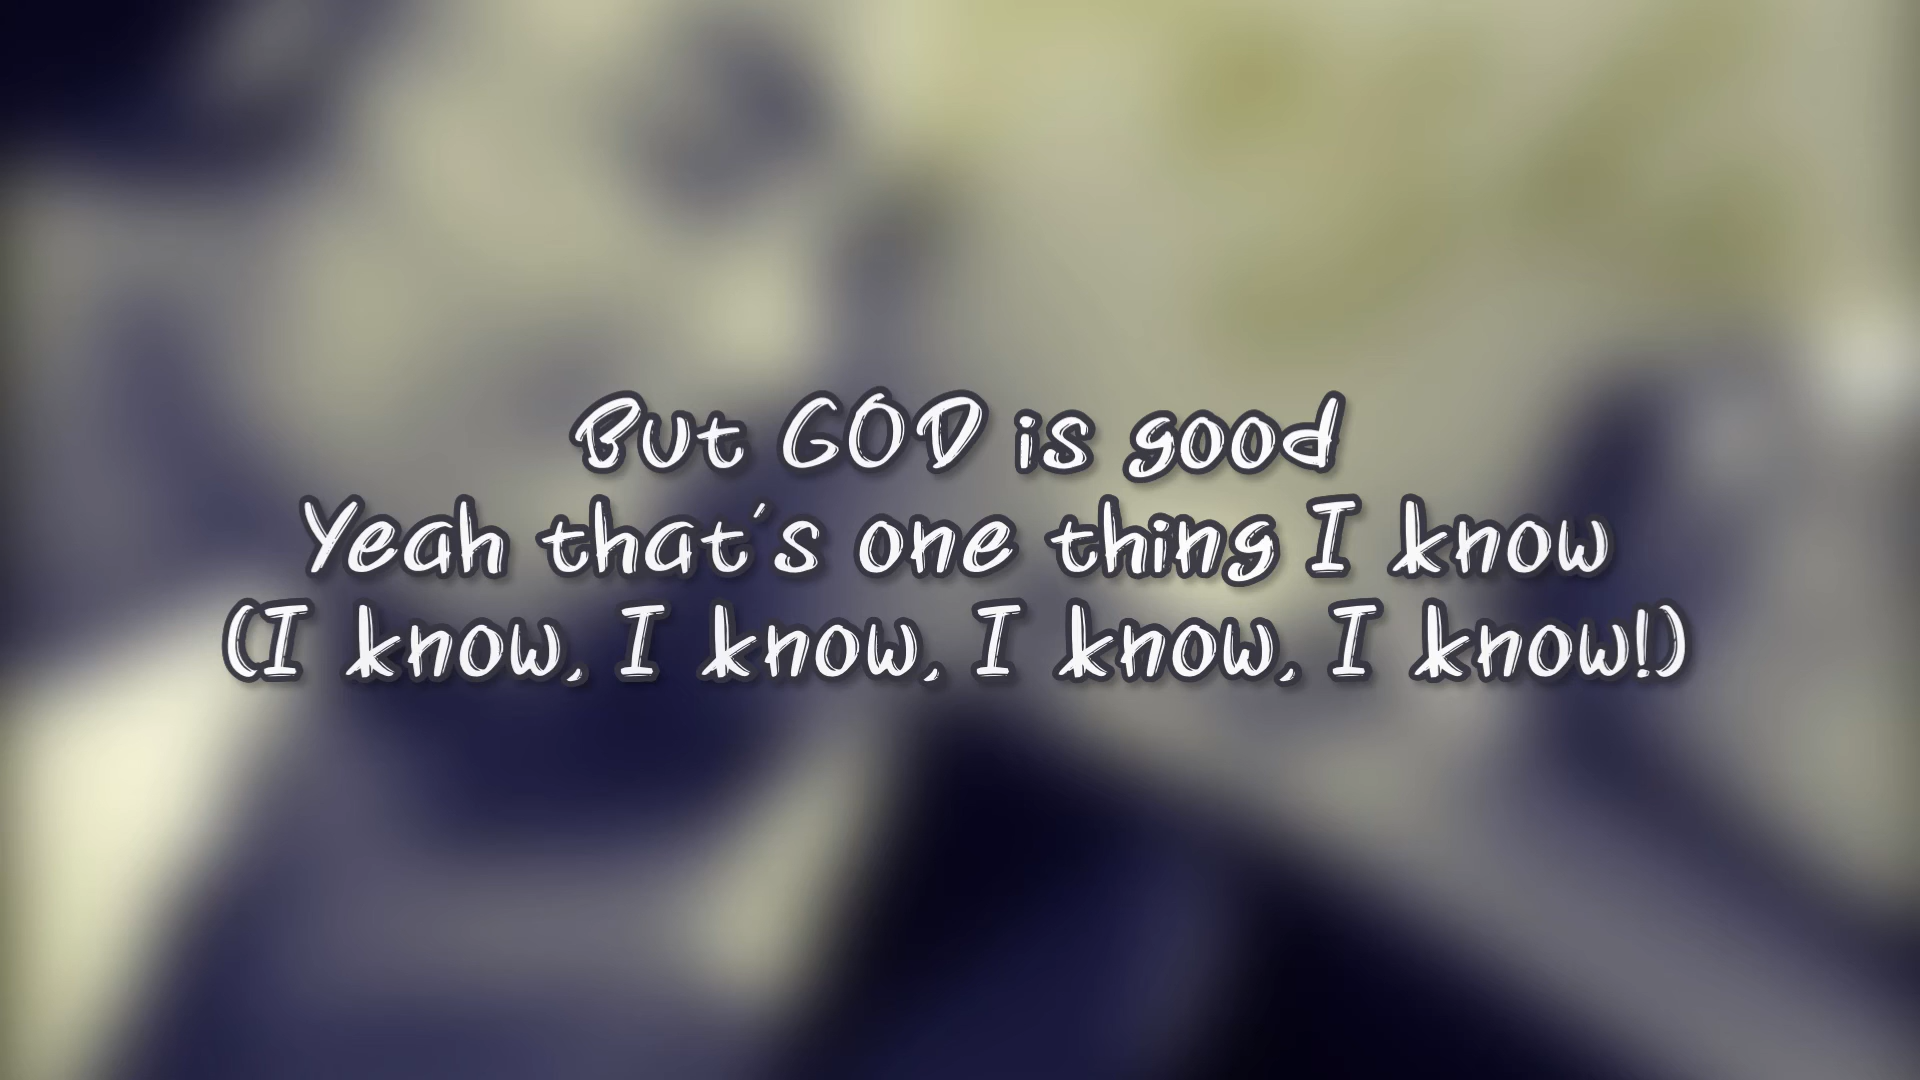 But GOD is good
Yeah that's one thing I know
(I know, I know, I know, I know!)